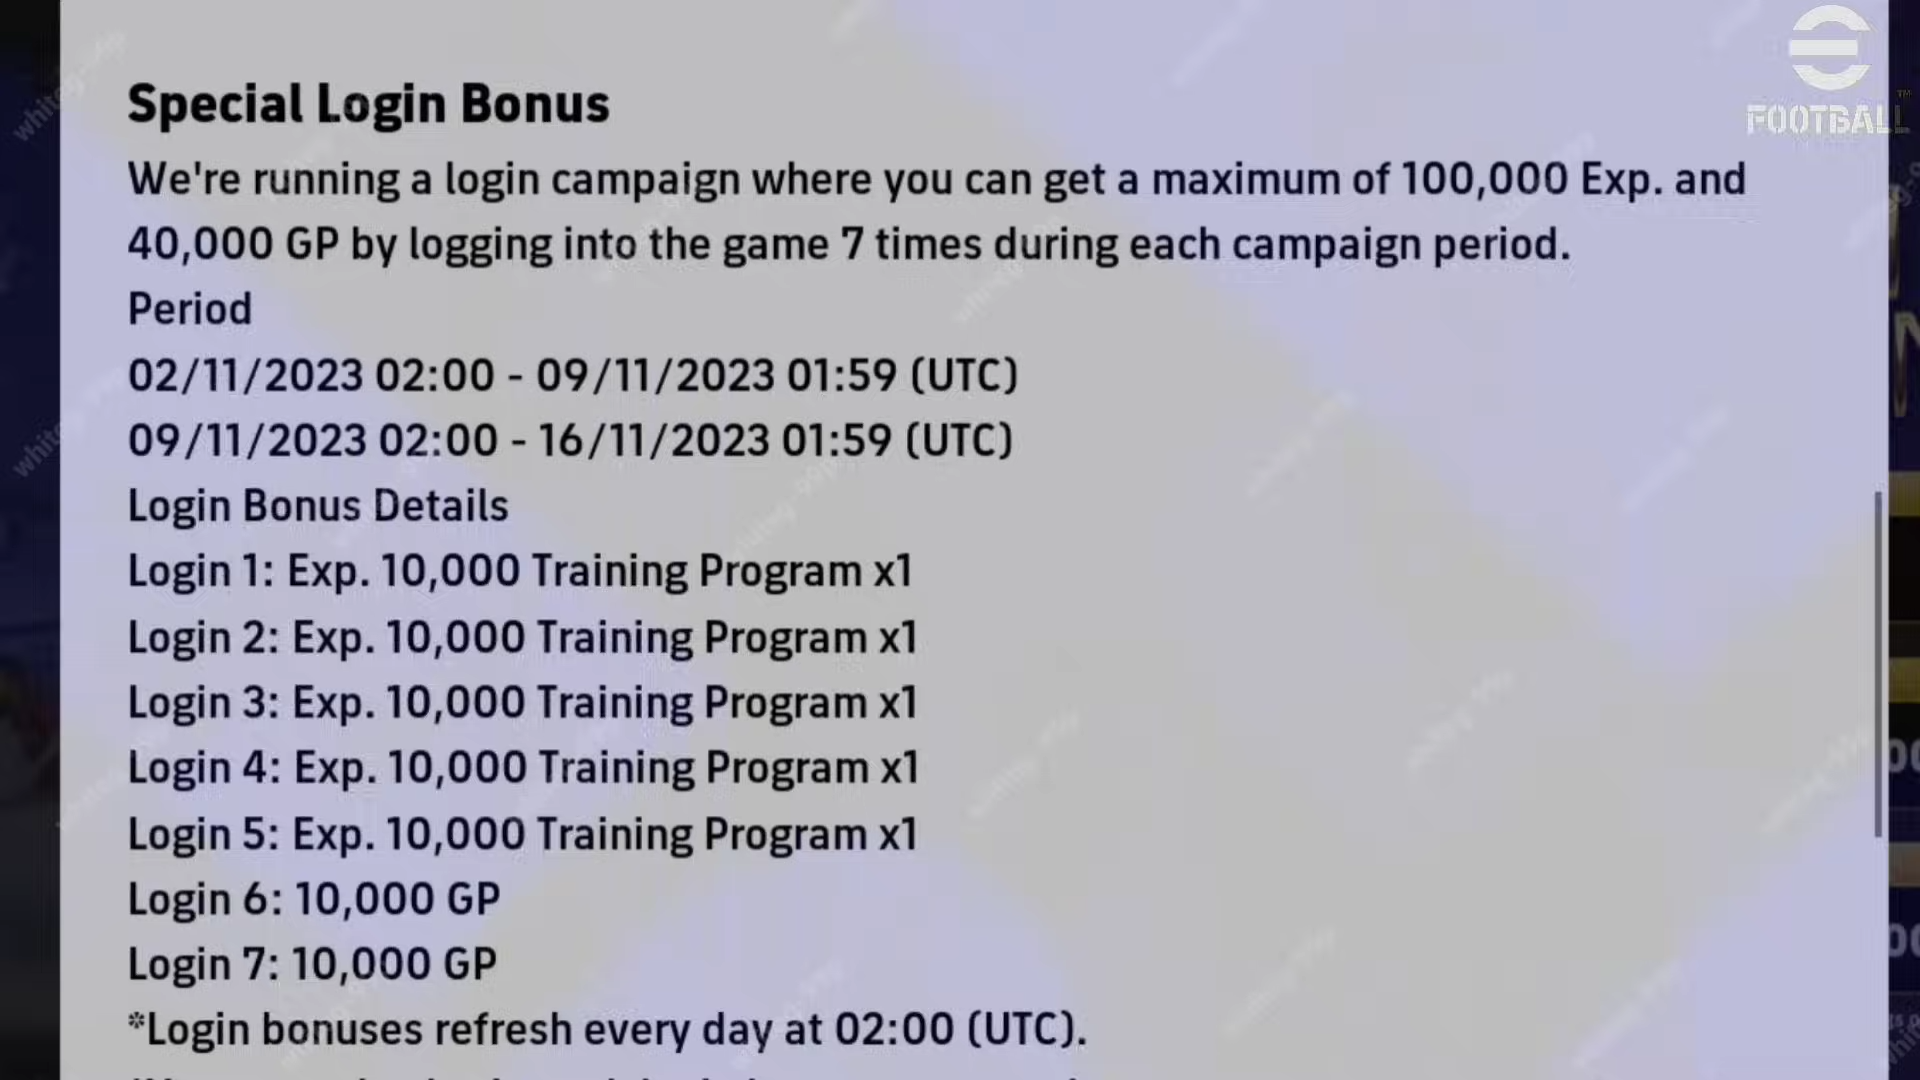 FOOTBALL™
Special Login Bonus
We're running a login campaign where you can get a maximum of 100,000 Exp. and
40,000 GP by logging into the game 7 times during each campaign period.
Period
02/11/2023 02:00 - 09/11/2023 01:59 (UTC)
09/11/2023 02:00 - 16/11/2023 01:59 (UTC)
Login Bonus Details
Login 1: Exp. 10,000 Training Program x1
Login 2: Exp. 10,000 Training Program x1
Login 3: Exp. 10,000 Training Program x1
Login 4: Exp. 10,000 Training Program x1
Login 5: Exp. 10,000 Training Program x1
Login 6: 10,000 GP
Login 7: 10,000 GP
*Login bonuses refresh every day at 02:00 (UTC).